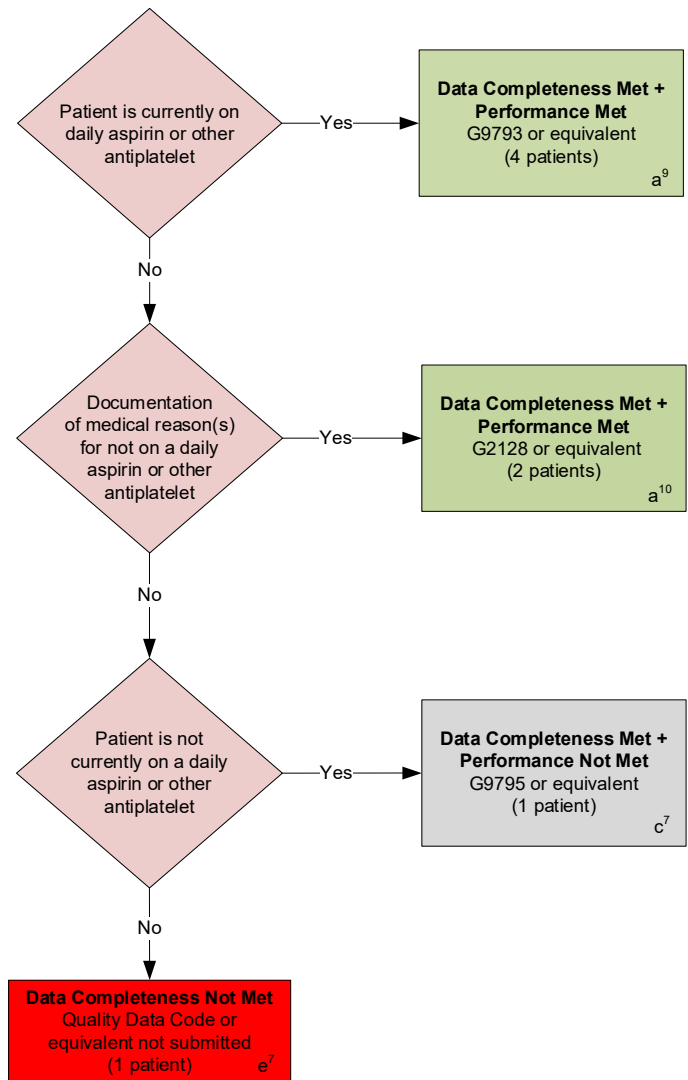 Patient is currently on
daily aspirin or other
antiplatelet
Yes
Data Completeness Met +
Performance Met
G9793 or equivalent
(4 patients)
a⁹
No
Documentation
of medical reason(s)
for not on a daily
aspirin or other
antiplatelet
Yes
Data Completeness Met +
Performance Met
G2128 or equivalent
(2 patients)
a¹⁰
No
Patient is not
currently on a daily
aspirin or other
antiplatelet
Yes
Data Completeness Met +
Performance Not Met
G9795 or equivalent
(1 patient)
c⁷
No
Data Completeness Not Met
Quality Data Code or
equivalent not submitted
(1 patient)
e⁷